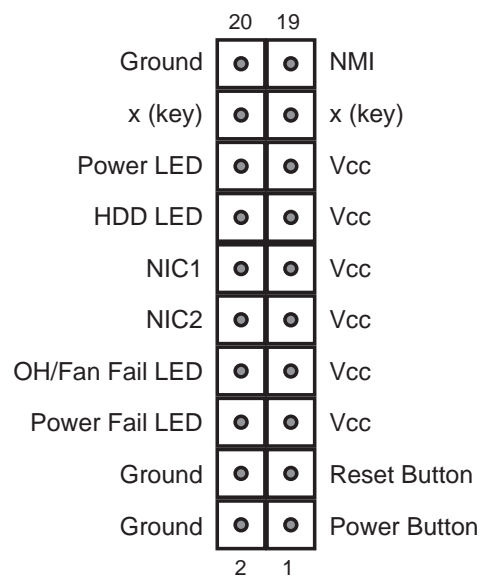 20 19
Ground NMI
x (key) x (key)
Power LED Vcc
HDD LED Vcc
NIC1 Vcc
NIC2 Vcc
OH/Fan Fail LED Vcc
Power Fail LED Vcc
Ground Reset Button
Ground Power Button
2 1